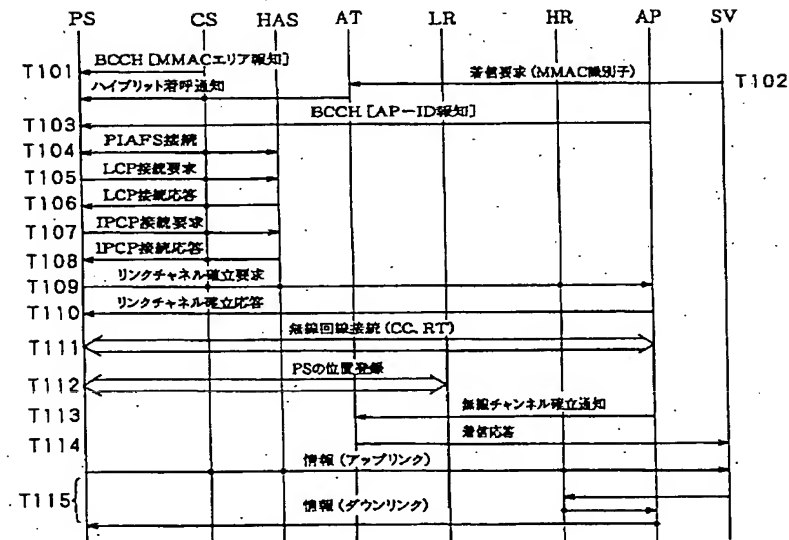 PS CS HAS AT LR HR AP SV
BCCH [MMACエリア報知]
T101
着信要求 (MMAC識別子)
T102
ハイブリット着呼通知
BCCH [AP-ID報知]
T103
PIAFS接続
T104
LCP接続要求
T105
LCP接続応答
T106
IPCP接続要求
T107
IPCP接続応答
T108
リンクチャネル確立要求
T109
リンクチャネル確立応答
T110
無線回線接続 (CC、RT)
T111
PSの位置登録
T112
無線チャンネル確立通知
T113
着信応答
T114
情報 (アップリンク)
T115
情報 (ダウンリンク)